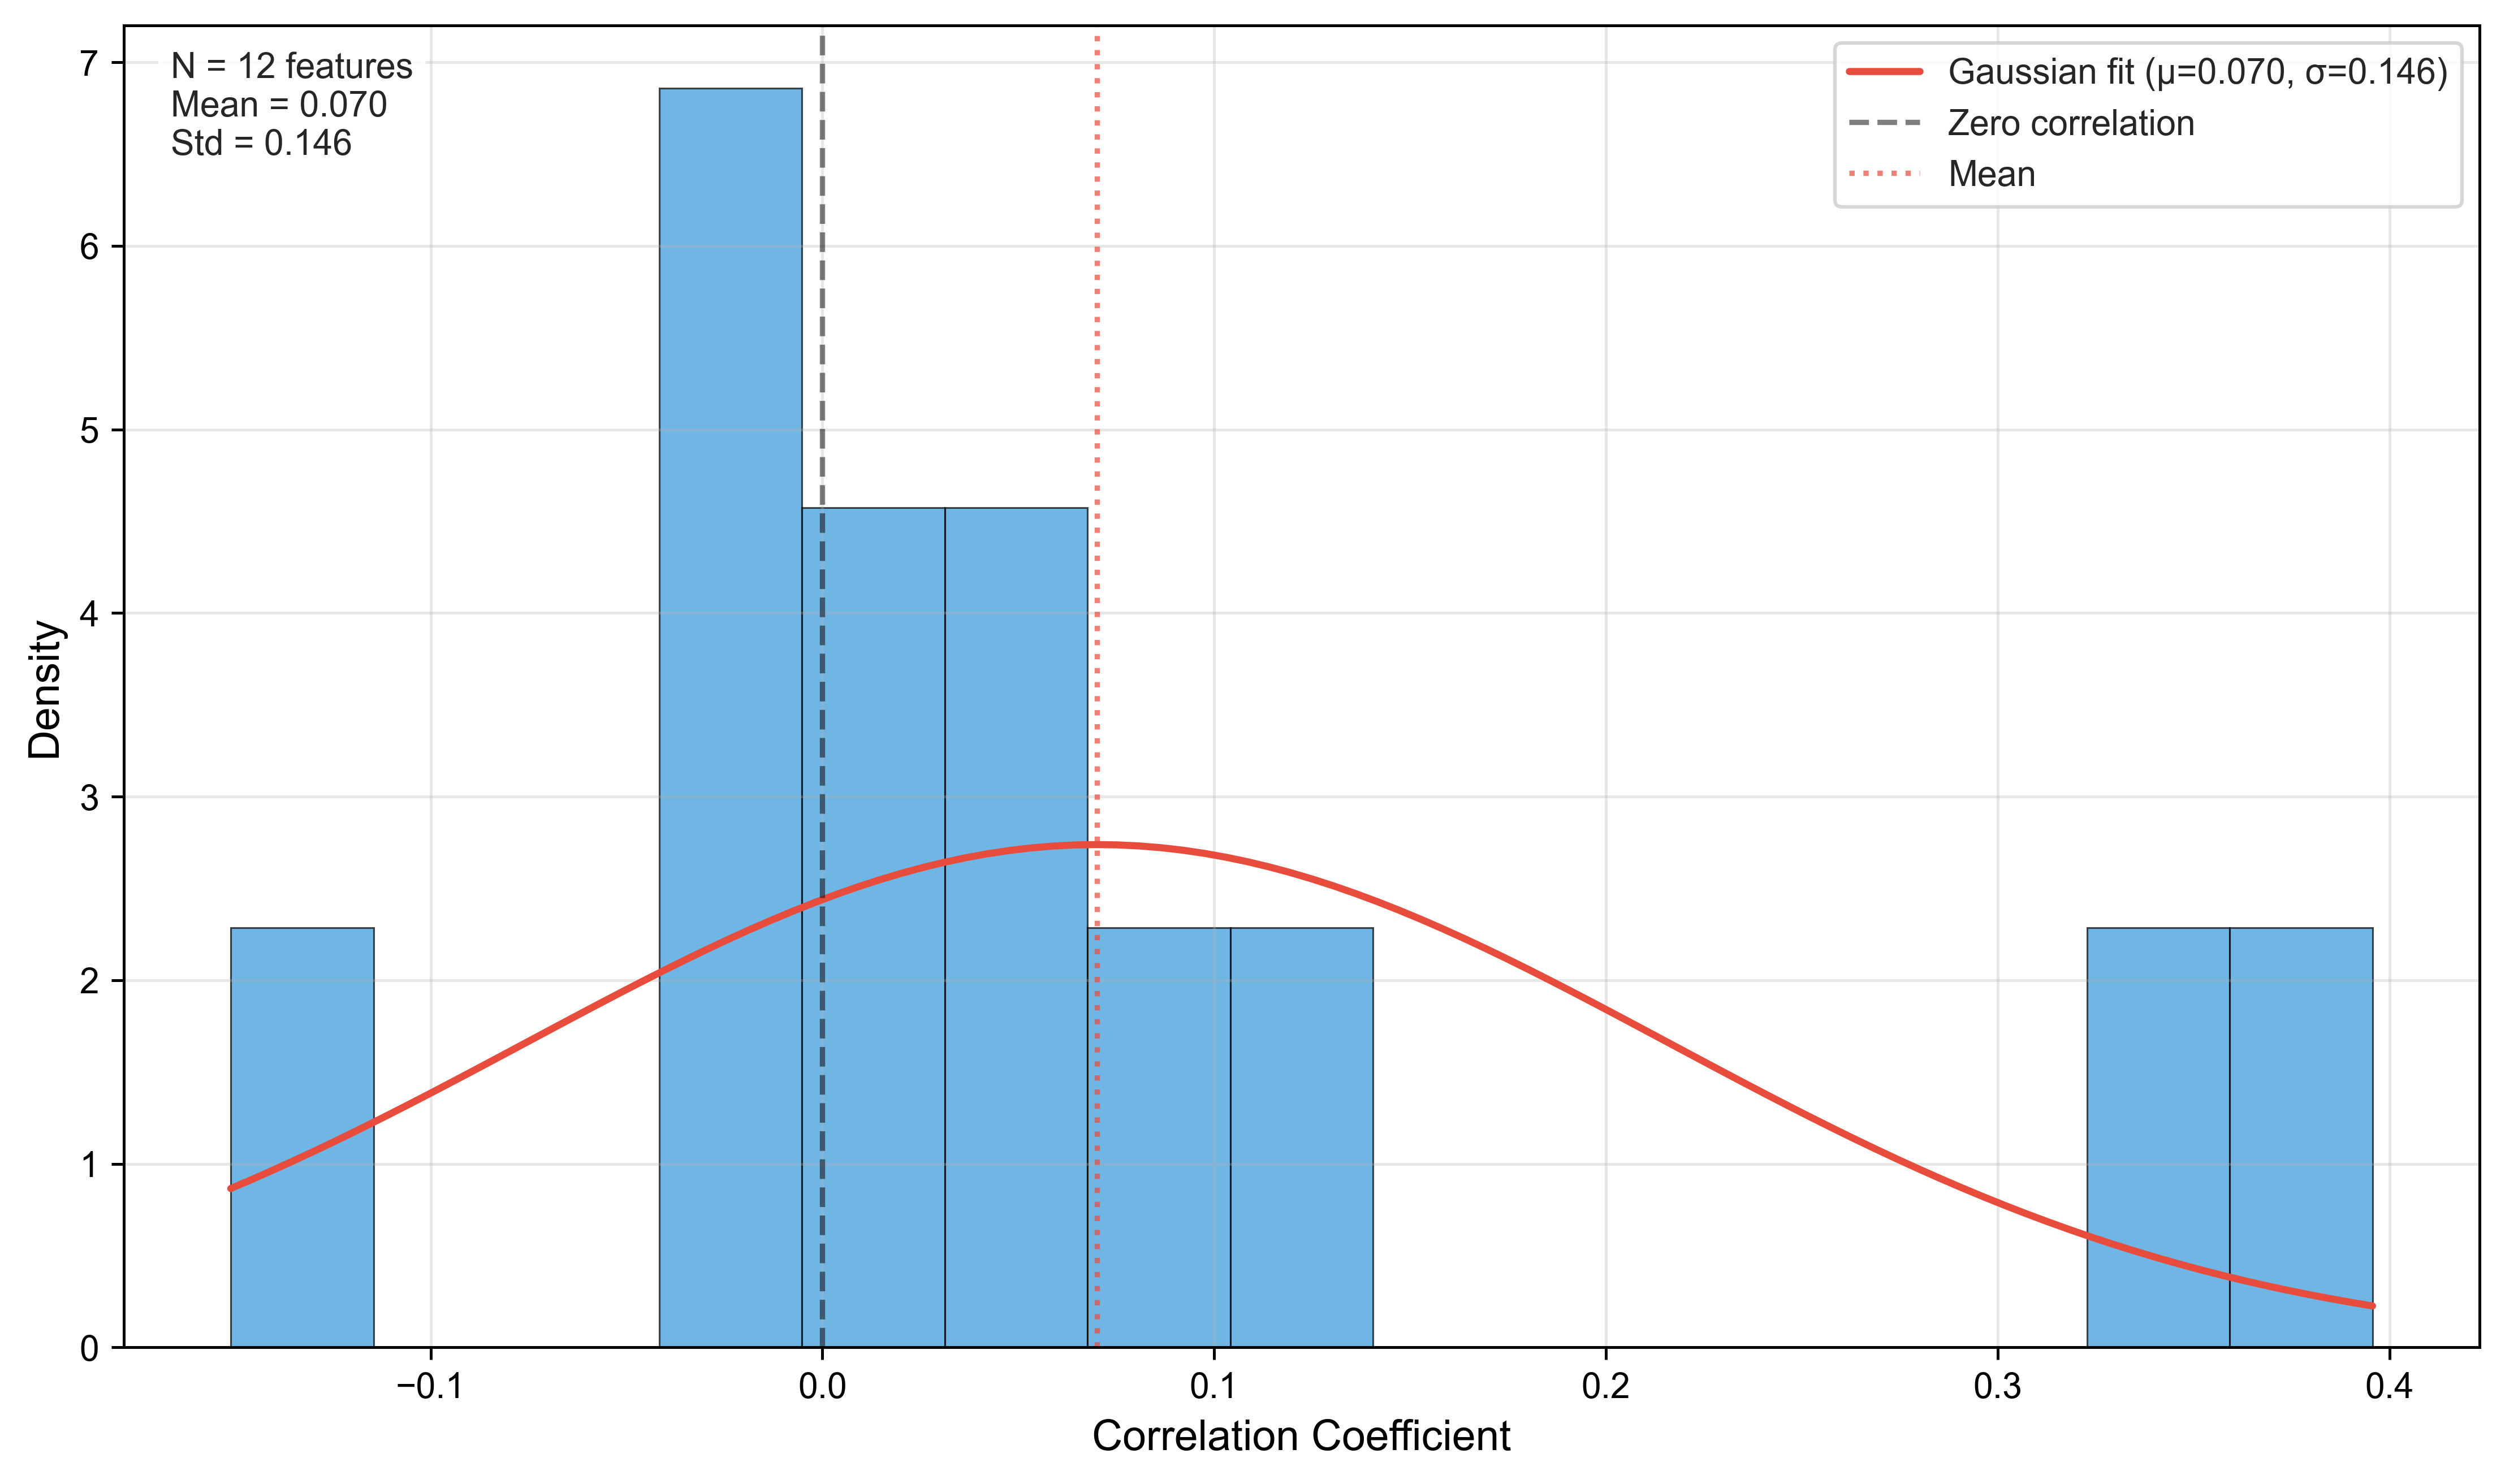 N = 12 features
Mean = 0.070
Std = 0.146
Gaussian fit (μ=0.070, σ=0.146)
Zero correlation
Mean
7
6
5
4
3
2
1
0
Density
−0.1
0.0
0.1
0.2
0.3
0.4
Correlation Coefficient